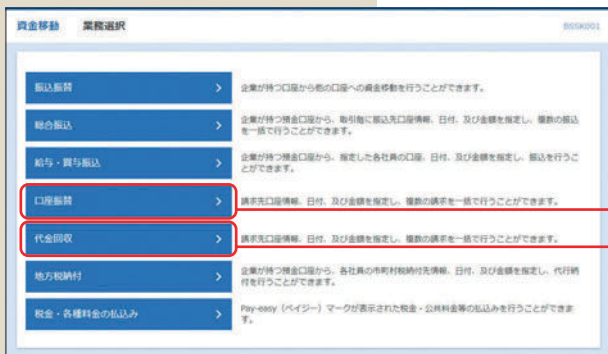 資金移動 業務選択 BSSK001
振込振替 企業が持つ口座から他の口座への資金移動を行うことができます。
総合振込 企業が持つ預金口座から、取引毎に振込先口座情報、日付、及び金額を指定し、複数の振込
を一括で行うことができます。
給与・賞与振込 企業が持つ預金口座から、指定した各社員の口座、日付、及び金額を指定し、振込を行うこ
とができます。
口座振替 請求先口座情報、日付、及び金額を指定し、複数の請求を一括で行うことができます。
代金回収 請求先口座情報、日付、及び金額を指定し、複数の請求を一括で行うことができます。
地方税納付 企業が持つ預金口座から、各社員の市町村税納付先情報、日付、及び金額を指定し、代行納
付を行うことができます。
税金・各種料金の払込み Pay-easy（ペイジー）マークが表示された税金・公共料金等の払込みを行うことができま
す。